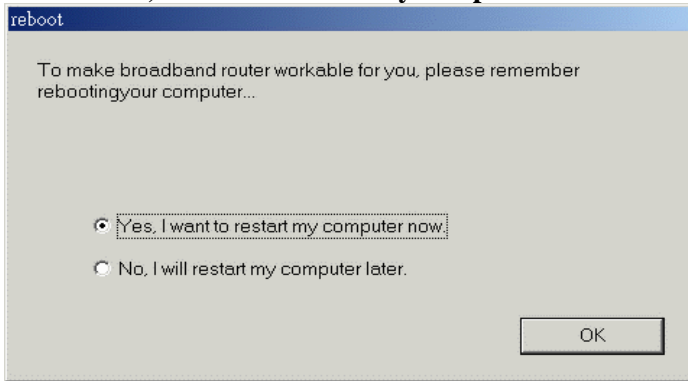 reboot
To make broadband router workable for you, please remember
rebootingyour computer...
Yes, I want to restart my computer now.
No, I will restart my computer later.
OK